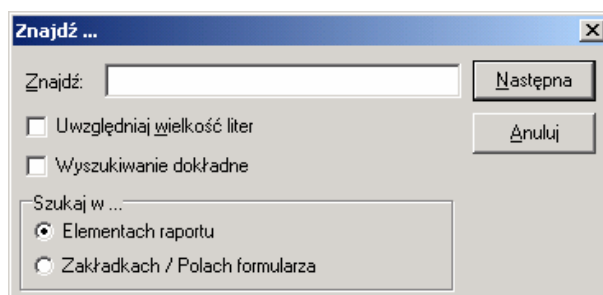 Znajdź ...
Znajdź:
Następna
Uwzględniaj wielkość liter
Anuluj
Wyszukiwanie dokładne
Szukaj w ...
Elementach raportu
Zakładkach / Polach formularza